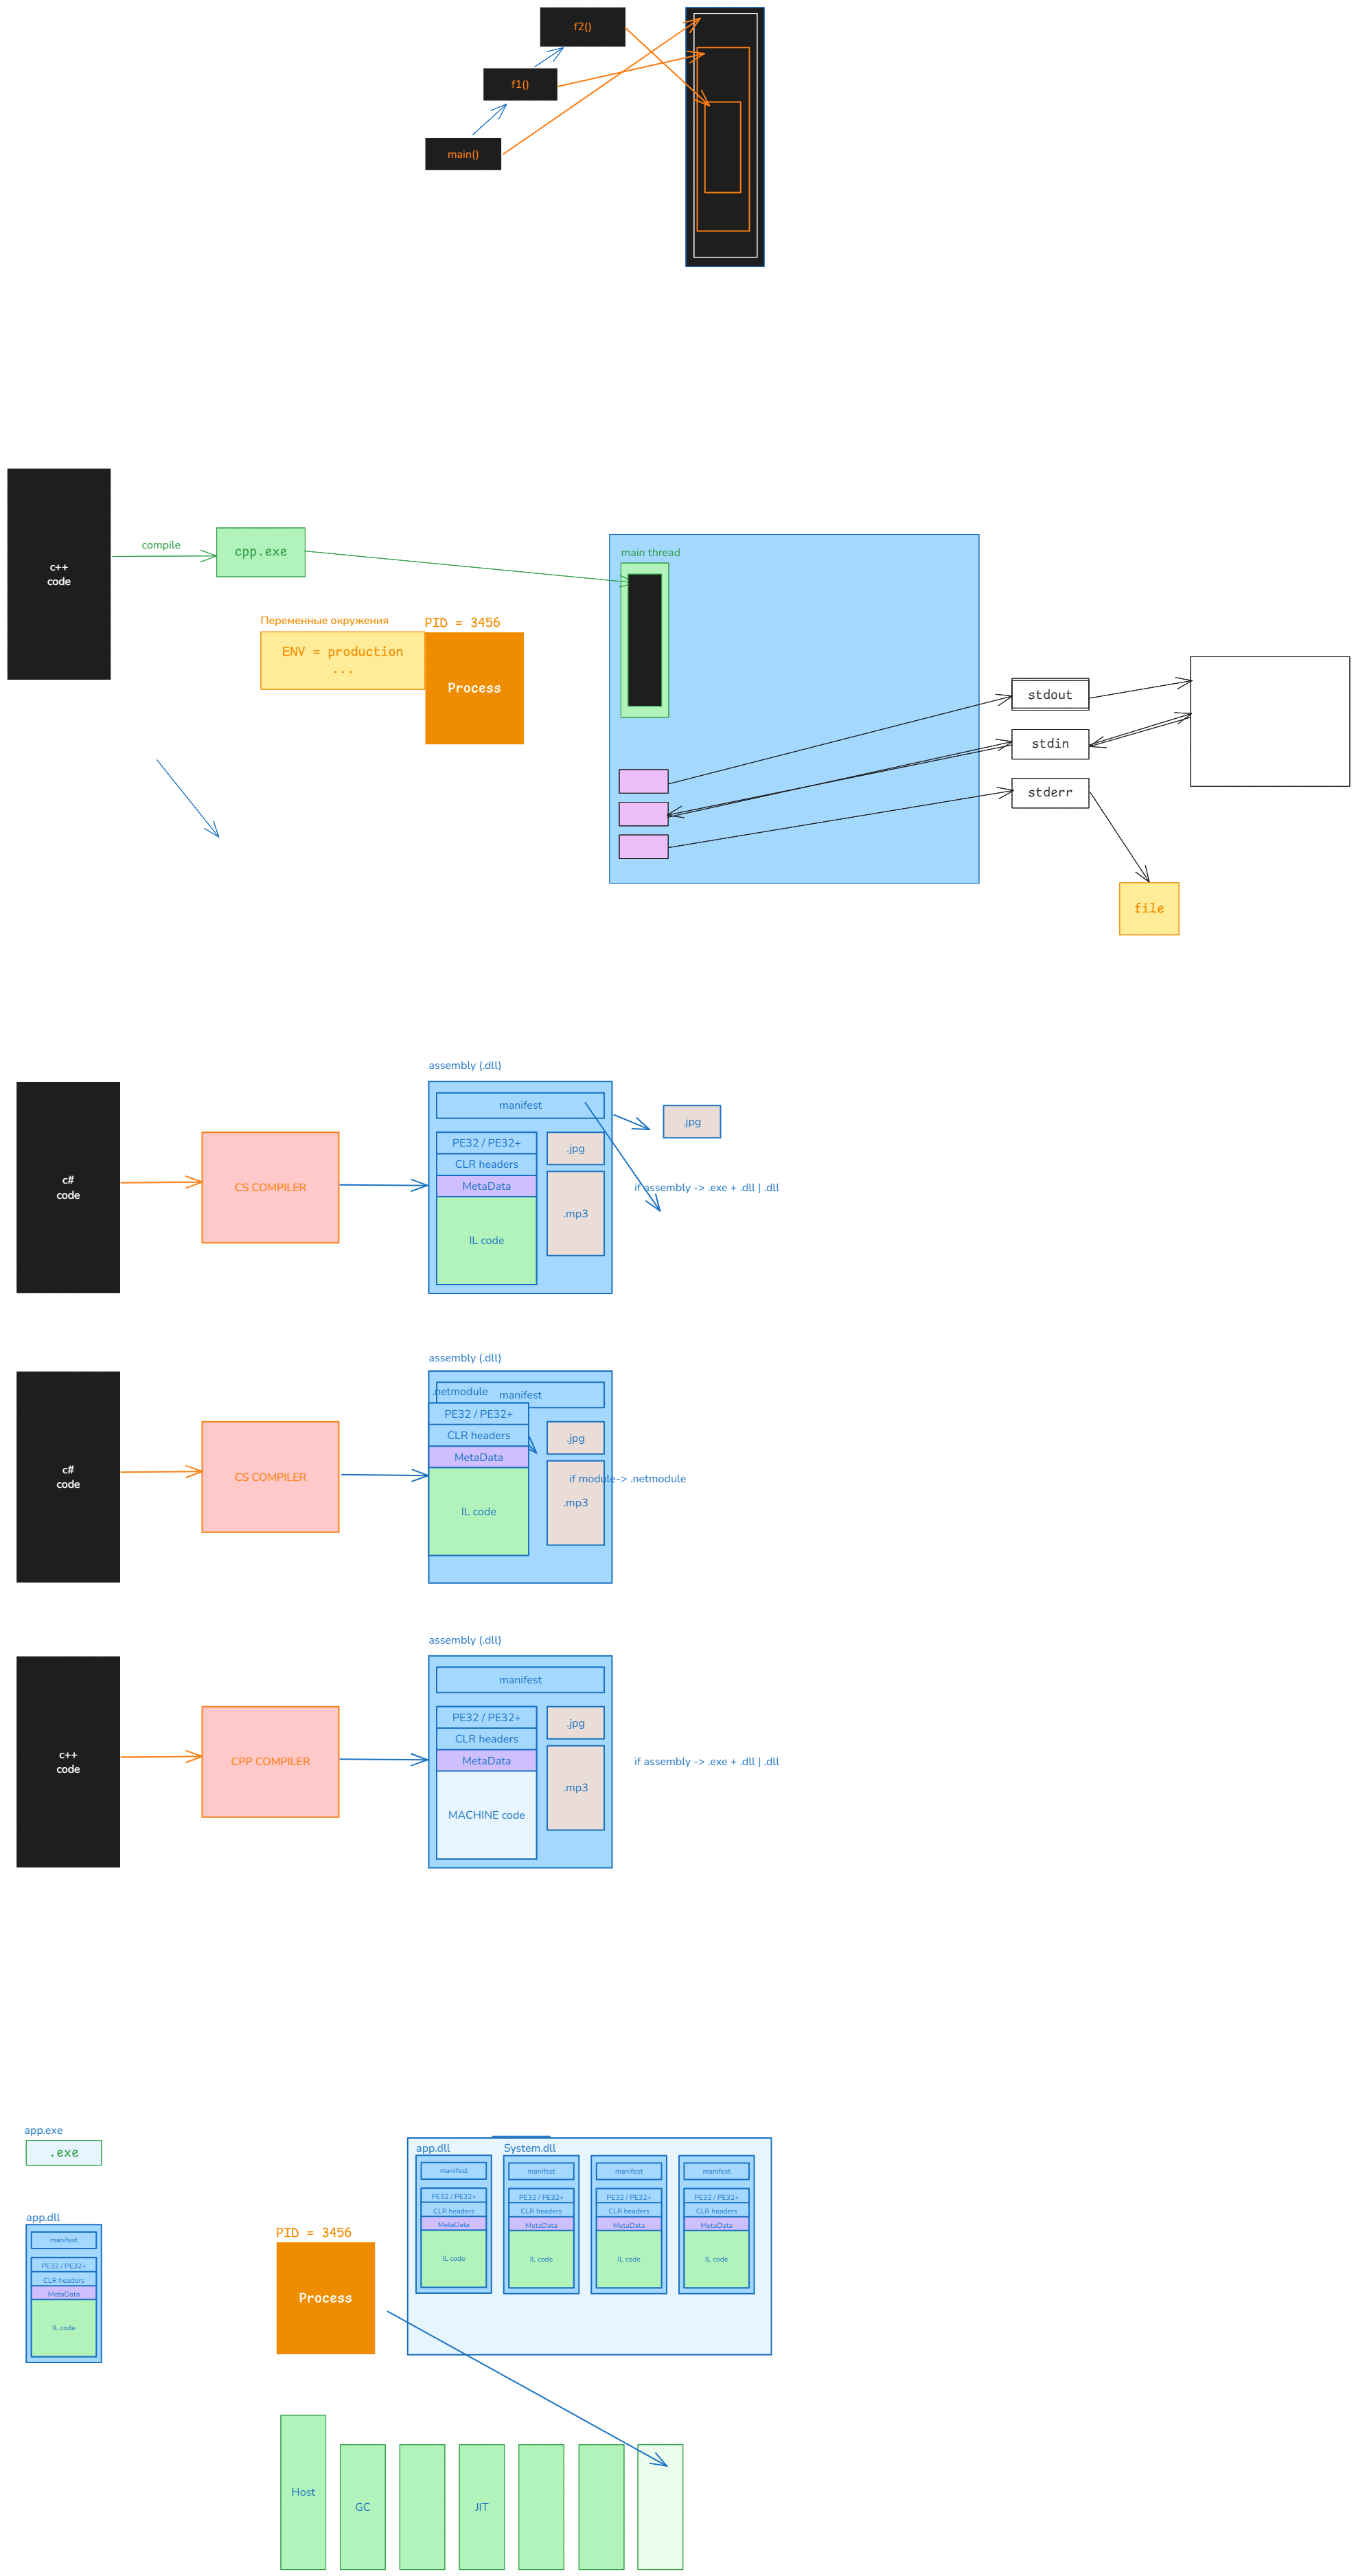 f2()
f1()
main()
c++
code
compile
cpp.exe
main thread
Переменные окружения
ENV = production
...
PID = 3456
Process
stdout
stdin
stderr
file
assembly (.dll)
manifest
PE32 / PE32+
CLR headers
MetaData
IL code
.jpg
.mp3
.jpg
if assembly -> .exe + .dll | .dll
c#
code
CS COMPILER
assembly (.dll)
.netmodule
manifest
PE32 / PE32+
CLR headers
MetaData
IL code
.jpg
.mp3
if module-> .netmodule
c#
code
CS COMPILER
assembly (.dll)
manifest
PE32 / PE32+
CLR headers
MetaData
MACHINE code
.jpg
.mp3
if assembly -> .exe + .dll | .dll
c++
code
CPP COMPILER
app.exe
.exe
app.dll
manifest
PE32 / PE32+
CLR headers
MetaData
IL code
PID = 3456
Process
app.dll
manifest
PE32 / PE32+
CLR headers
MetaData
IL code
System.dll
manifest
PE32 / PE32+
CLR headers
MetaData
IL code
manifest
PE32 / PE32+
CLR headers
MetaData
IL code
manifest
PE32 / PE32+
CLR headers
MetaData
IL code
Host
GC
JIT